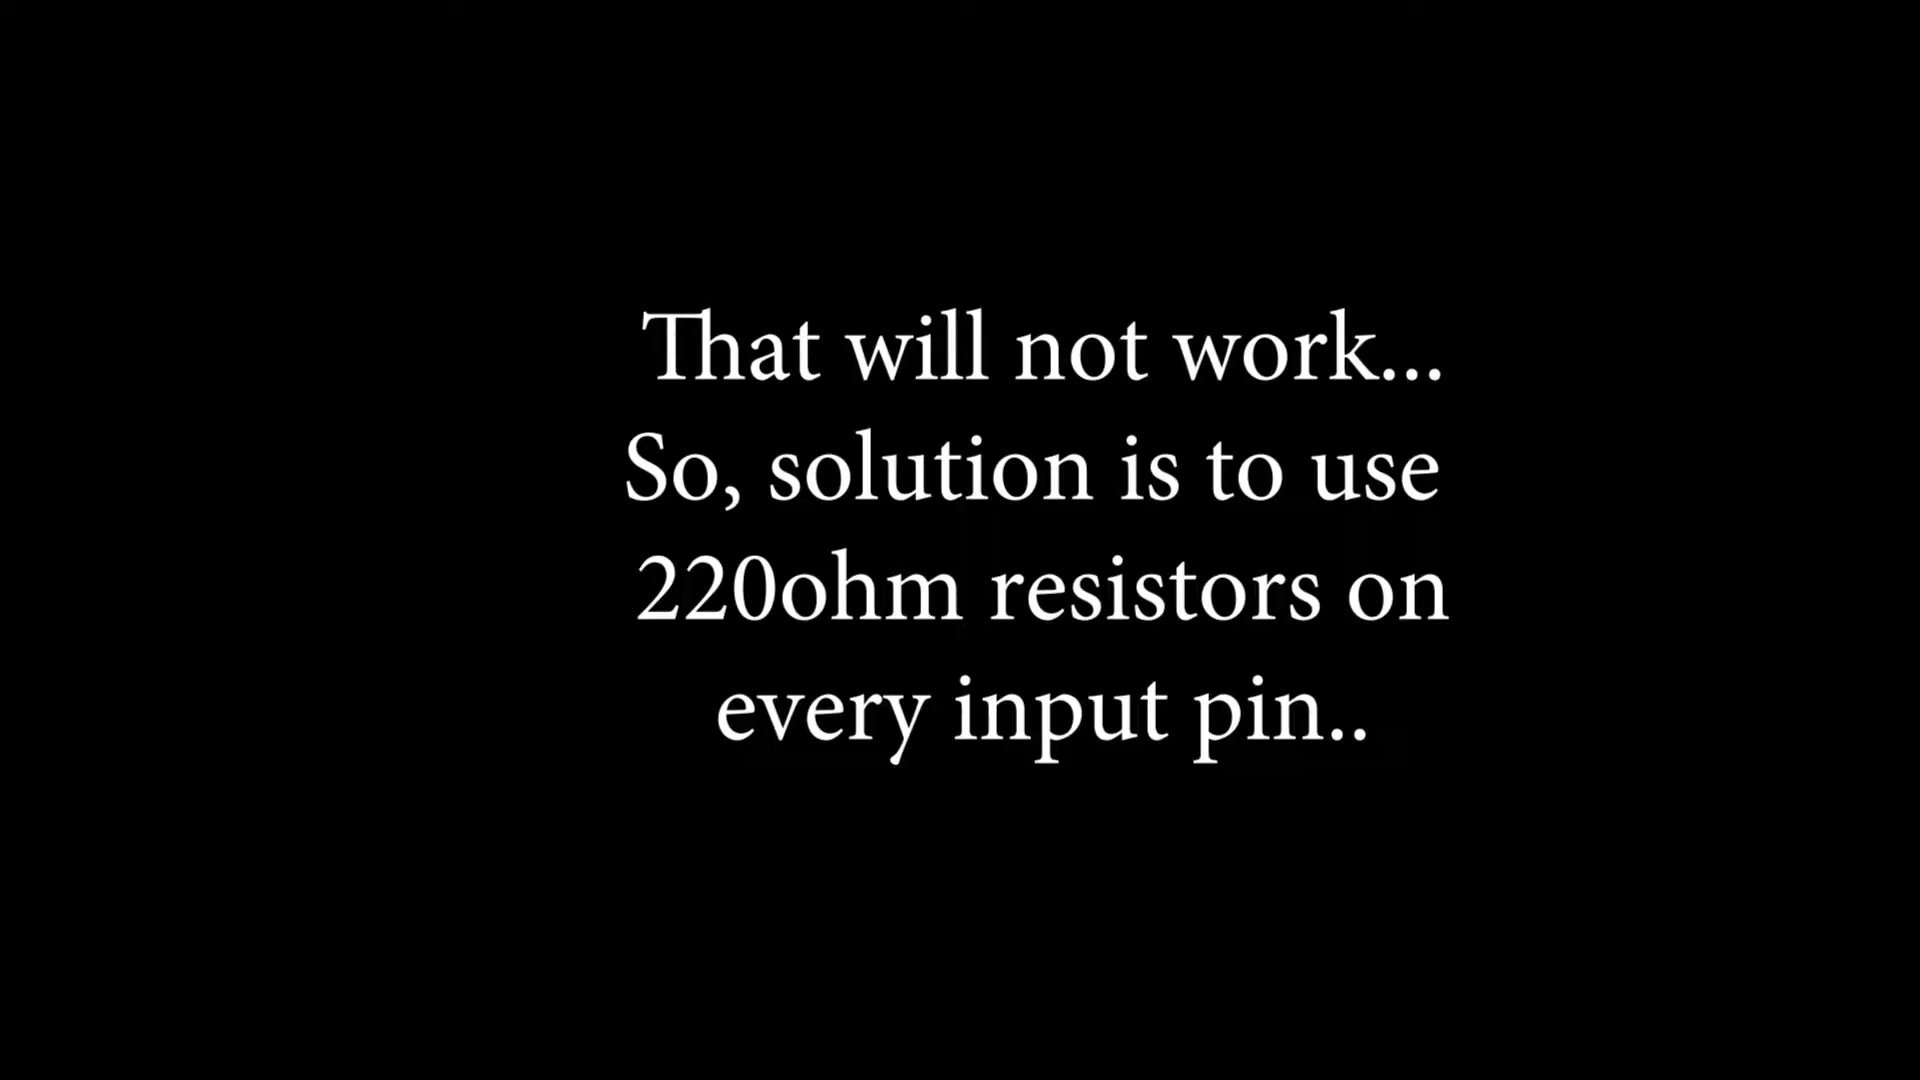 That will not work...
So, solution is to use
220ohm resistors on
every input pin..